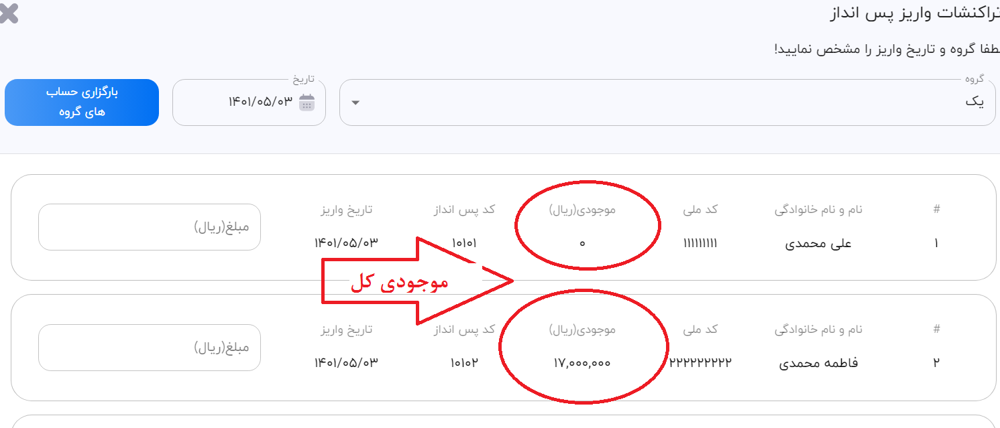 تراکنشات واریز پس انداز
لطفا گروه و تاریخ واریز را مشخص نمایید!
گروه
یک
تاریخ
۱۴۰۱/۰۵/۰۳
بارگزاری حساب
های گروه
# نام و نام خانوادگی کد ملی موجودی(ریال) کد پس انداز تاریخ واریز
مبلغ(ریال)
۱ علی محمدی ۱۱۱۱۱۱۱۱۱ ۰ ۱۰۱۰۱ ۱۴۰۱/۰۵/۰۳
موجودی کل
# نام و نام خانوادگی کد ملی موجودی(ریال) کد پس انداز تاریخ واریز
مبلغ(ریال)
۲ فاطمه محمدی ۲۲۲۲۲۲۲۲۲ ۱۷,۰۰۰,۰۰۰ ۱۰۱۰۲ ۱۴۰۱/۰۵/۰۳